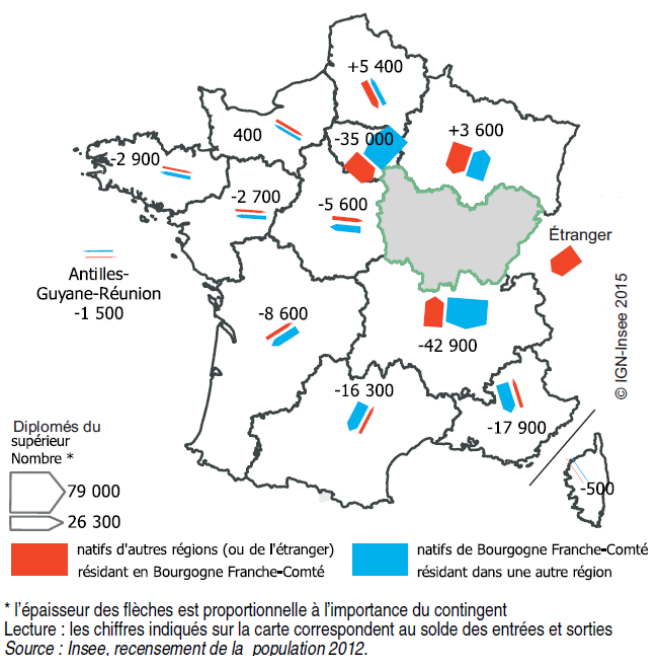 +5 400
-35 000
+3 600
400
-2 900
-2 700
-5 600
Étranger
Antilles-
Guyane-Réunion
-1 500
-8 600
-42 900
-16 300
-17 900
-500
© IGN-Insee 2015
Diplomés du
supérieur
Nombre *
79 000
26 300
natifs d'autres régions (ou de l'étranger)
résidant en Bourgogne Franche-Comté
natifs de Bourgogne Franche-Comté
résidant dans une autre région
* l'épaisseur des flèches est proportionnelle à l'importance du contingent
Lecture : les chiffres indiqués sur la carte correspondent au solde des entrées et sorties
Source : Insee, recensement de la population 2012.